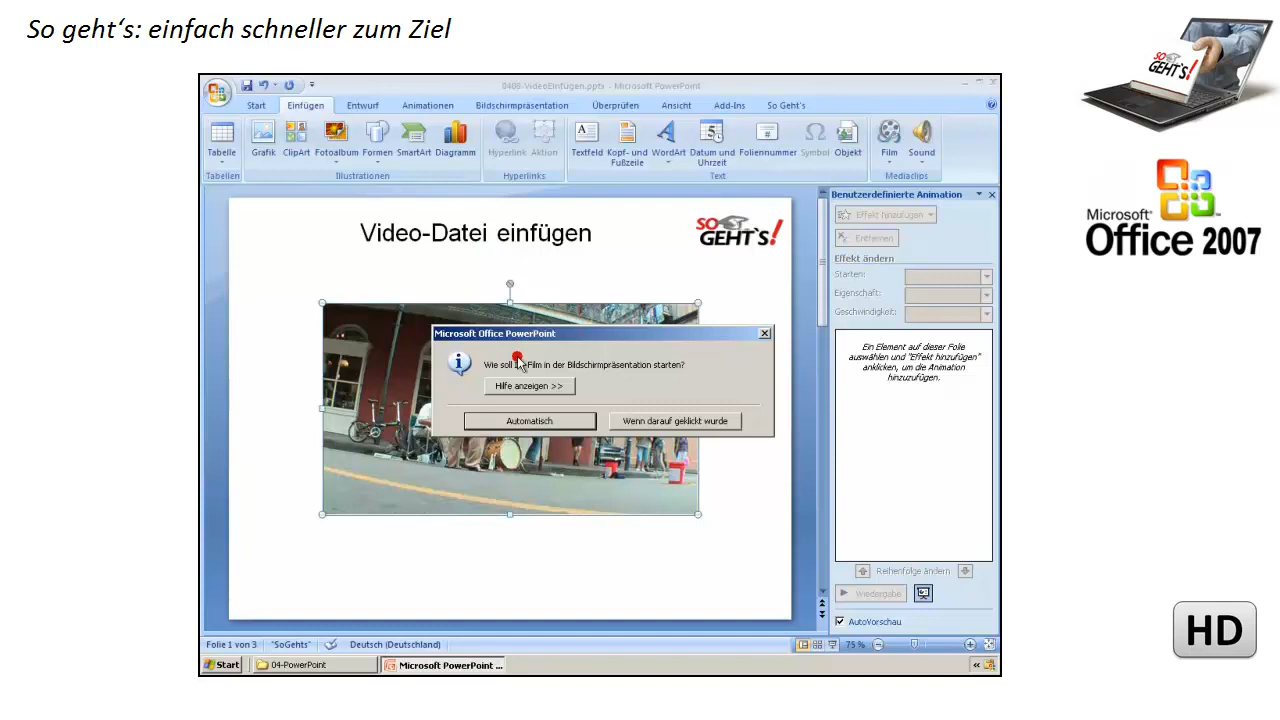 So geht's: einfach schneller zum Ziel
SO
GEHT`S!
Microsoft®
Office 2007
HD
0406-VideoEinfügen.pptx - Microsoft PowerPoint
Start Einfügen Entwurf Animationen Bildschirmpräsentation Überprüfen Ansicht Add-Ins So Geht's
Tabelle Grafik ClipArt Fotoalbum Formen SmartArt Diagramm Hyperlink Aktion Textfeld Kopf- und Fußzeile WordArt Datum und Uhrzeit Foliennummer Symbol Objekt Film Sound
Tabellen Illustrationen Hyperlinks Text Mediaclips
Video-Datei einfügen
SO
GEHT`S!
Microsoft Office PowerPoint
Wie soll Film in der Bildschirmpräsentation starten?
Hilfe anzeigen >>
Automatisch Wenn darauf geklickt wurde
Benutzerdefinierte Animation
Effekt hinzufügen
Entfernen
Effekt ändern
Starten:
Eigenschaft:
Geschwindigkeit:
Ein Element auf dieser Folie
auswählen und "Effekt hinzufügen"
anklicken, um die Animation
hinzuzufügen.
Reihenfolge ändern
Wiedergabe
AutoVorschau
Folie 1 von 3 "SoGehts" Deutsch (Deutschland) 75 %
Start 04-PowerPoint Microsoft PowerPoint ... «